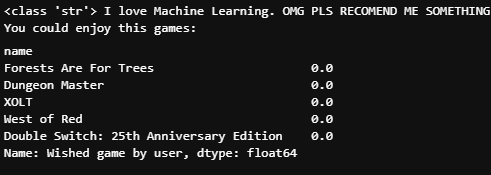 <class 'str'> I love Machine Learning. OMG PLS RECOMEND ME SOMETHING
You could enjoy this games:
name
Forests Are For Trees 0.0
Dungeon Master 0.0
XOLT 0.0
West of Red 0.0
Double Switch: 25th Anniversary Edition 0.0
Name: Wished game by user, dtype: float64